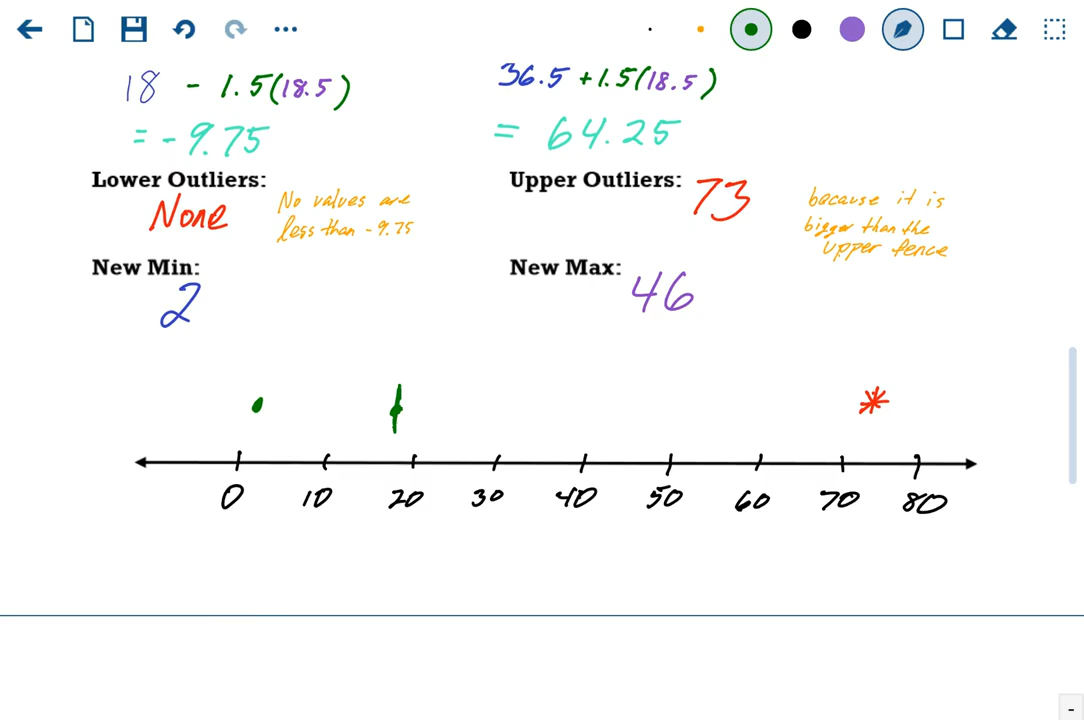 18 - 1.5(18.5)
36.5 + 1.5(18.5)
= -9.75
= 64.25
Lower Outliers:
None
No values are
less than -9.75
Upper Outliers:
73
because it is
bigger than the
upper fence
New Min:
2
New Max:
46
0 10 20 30 40 50 60 70 80